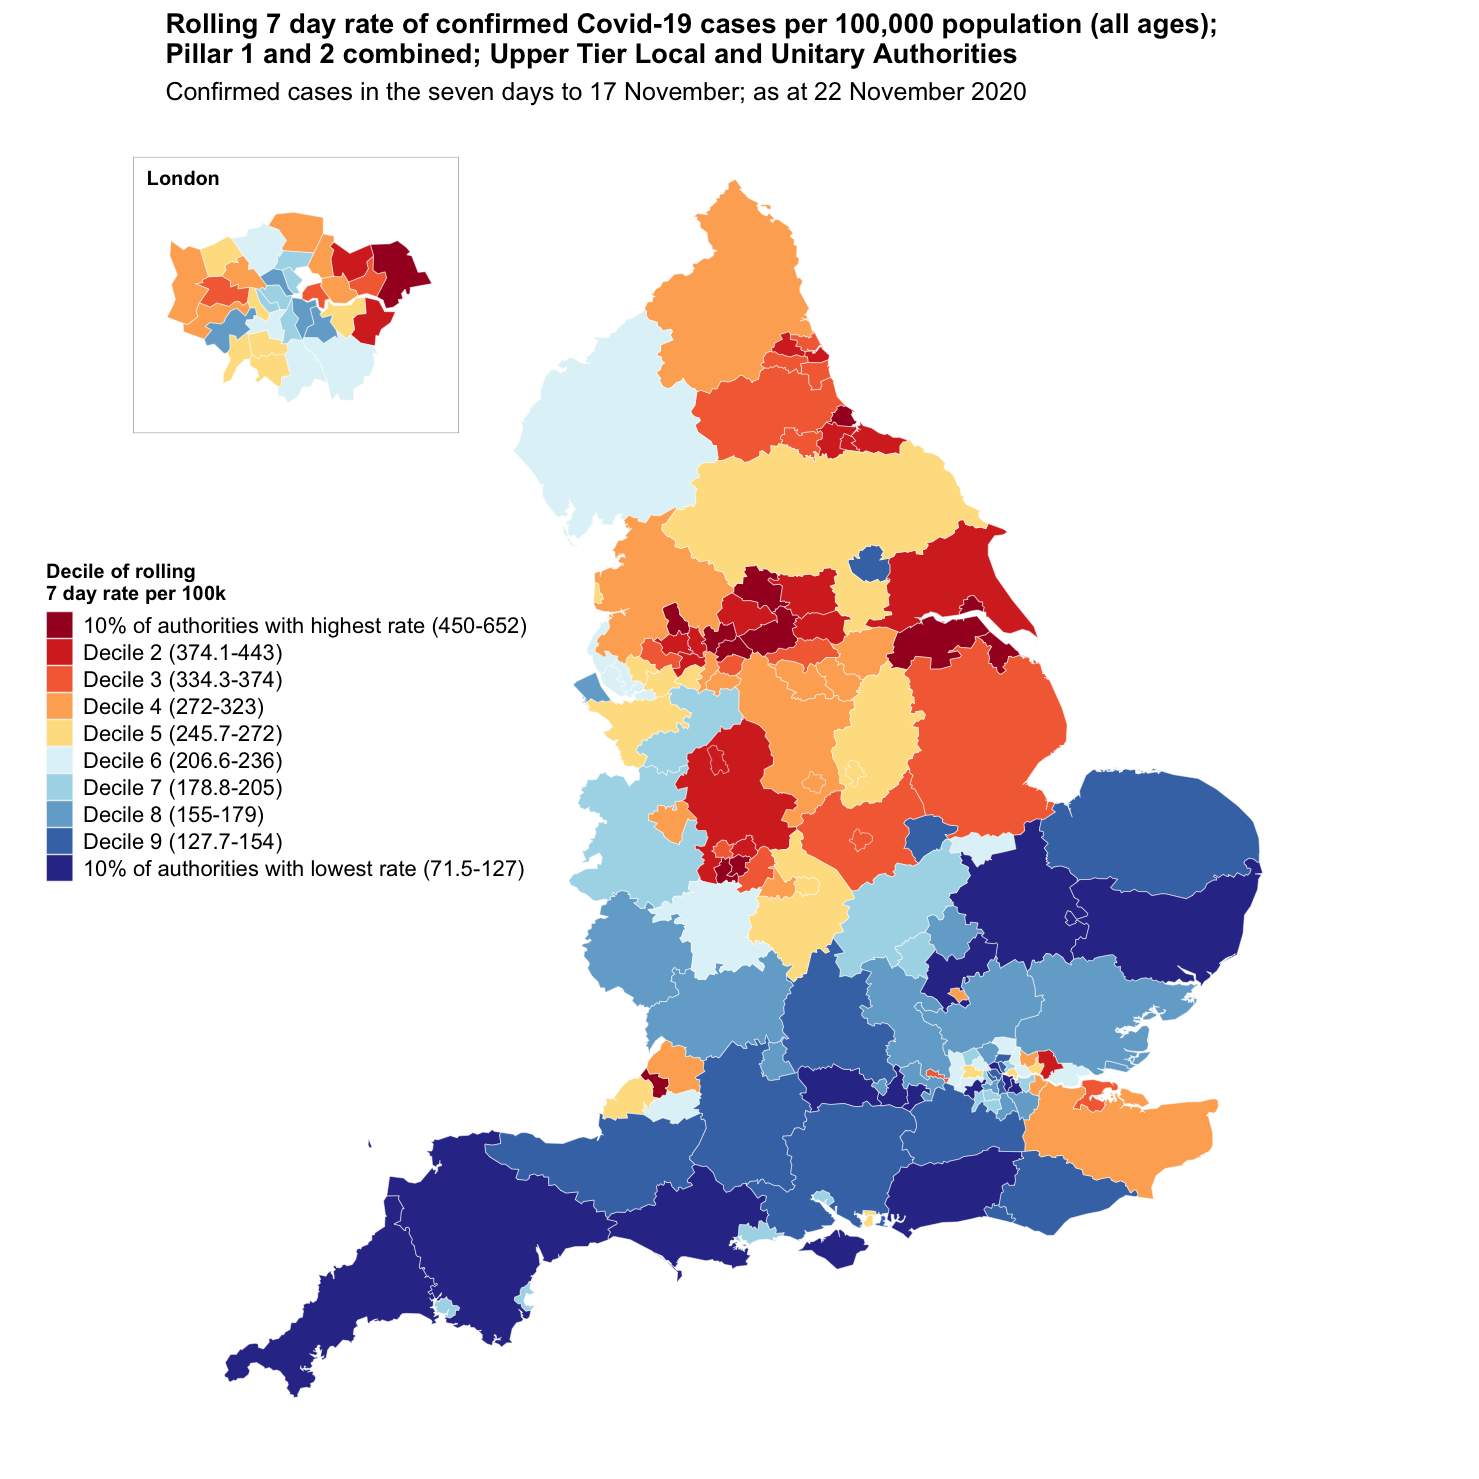 Rolling 7 day rate of confirmed Covid-19 cases per 100,000 population (all ages);
Pillar 1 and 2 combined; Upper Tier Local and Unitary Authorities
Confirmed cases in the seven days to 17 November; as at 22 November 2020
London
Decile of rolling
7 day rate per 100k
10% of authorities with highest rate (450-652)
Decile 2 (374.1-443)
Decile 3 (334.3-374)
Decile 4 (272-323)
Decile 5 (245.7-272)
Decile 6 (206.6-236)
Decile 7 (178.8-205)
Decile 8 (155-179)
Decile 9 (127.7-154)
10% of authorities with lowest rate (71.5-127)